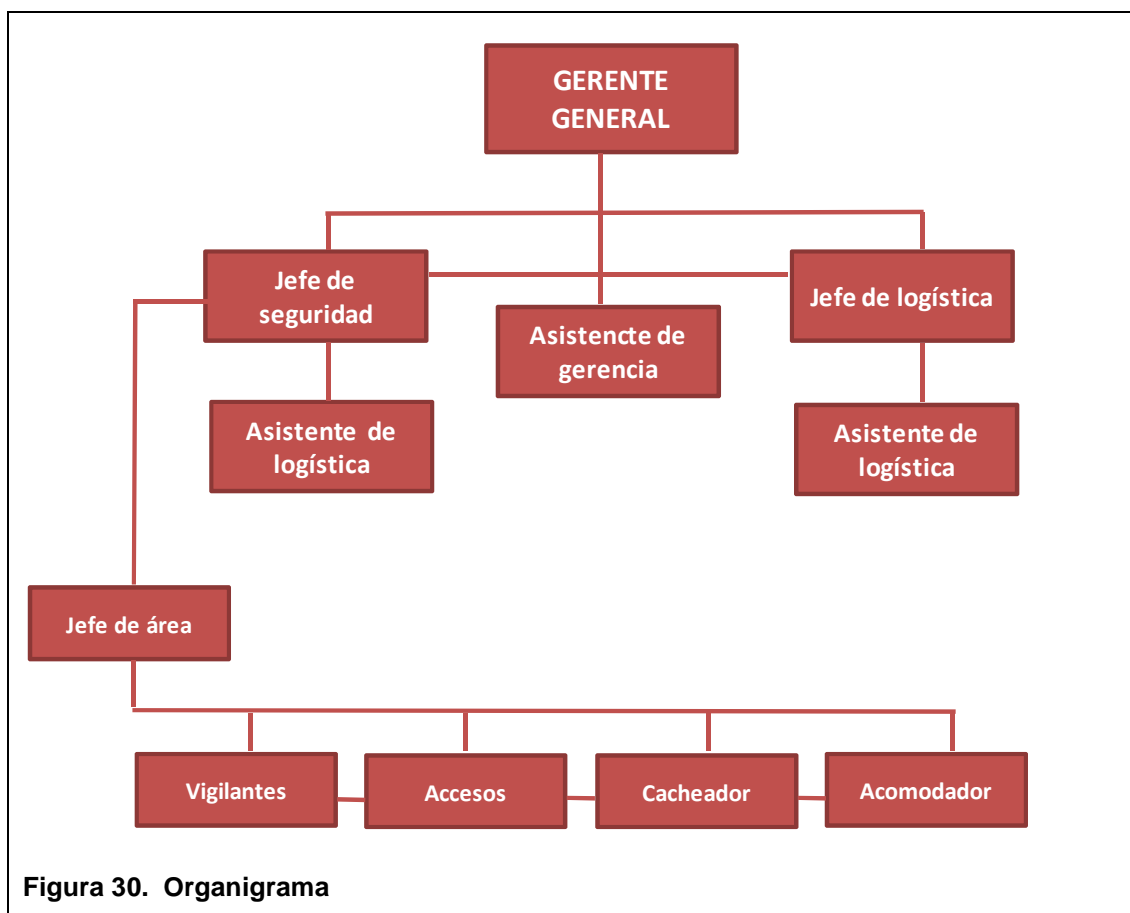 GERENTE
GENERAL
Jefe de
seguridad
Asistencte de
gerencia
Jefe de logística
Asistente de
logística
Asistente de
logística
Jefe de área
Vigilantes
Accesos
Cacheador
Acomodador
Figura 30. Organigrama